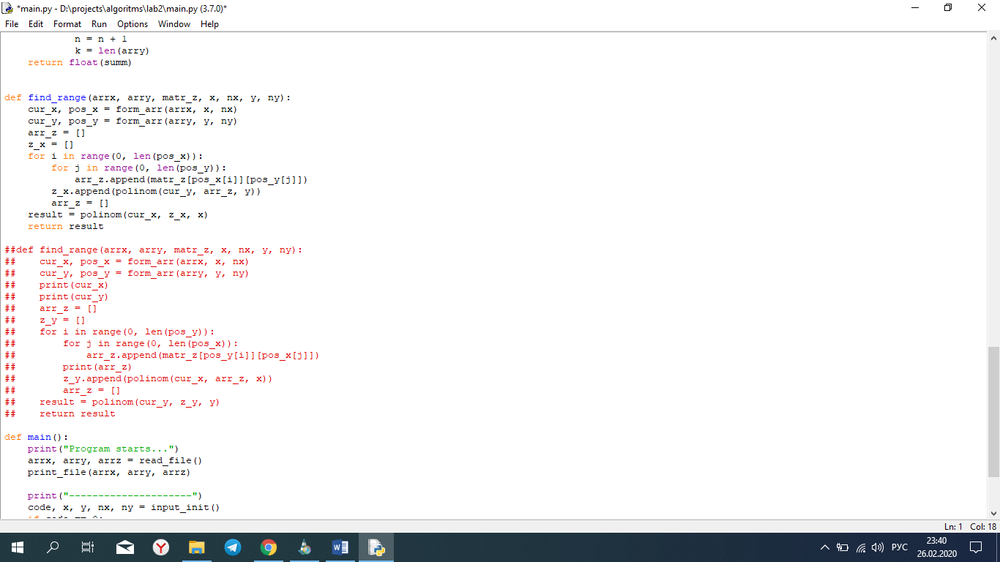 *main.py - D:\projects\algoritms\lab2\main.py (3.7.0)*
File Edit Format Run Options Window Help
            n = n + 1
            k = len(arry)
    return float(summ)
def find_range(arrx, arry, matr_z, x, nx, y, ny):
    cur_x, pos_x = form_arr(arrx, x, nx)
    cur_y, pos_y = form_arr(arry, y, ny)
    arr_z = []
    z_x = []
    for i in range(0, len(pos_x)):
        for j in range(0, len(pos_y)):
            arr_z.append(matr_z[pos_x[i]][pos_y[j]])
        z_x.append(polinom(cur_y, arr_z, y))
        arr_z = []
    result = polinom(cur_x, z_x, x)
    return result
##def find_range(arrx, arry, matr_z, x, nx, y, ny):
##    cur_x, pos_x = form_arr(arrx, x, nx)
##    cur_y, pos_y = form_arr(arry, y, ny)
##    print(cur_x)
##    print(cur_y)
##    arr_z = []
##    z_y = []
##    for i in range(0, len(pos_y)):
##        for j in range(0, len(pos_x)):
##            arr_z.append(matr_z[pos_y[i]][pos_x[j]])
##        print(arr_z)
##        z_y.append(polinom(cur_x, arr_z, x))
##        arr_z = []
##    result = polinom(cur_y, z_y, y)
##    return result
def main():
    print("Program starts...")
    arrx, arry, arrz = read_file()
    print_file(arrx, arry, arrz)
    print("---------------------")
    code, x, y, nx, ny = input_init()
Ln: 1 Col: 18
РУС
23:40
26.02.2020